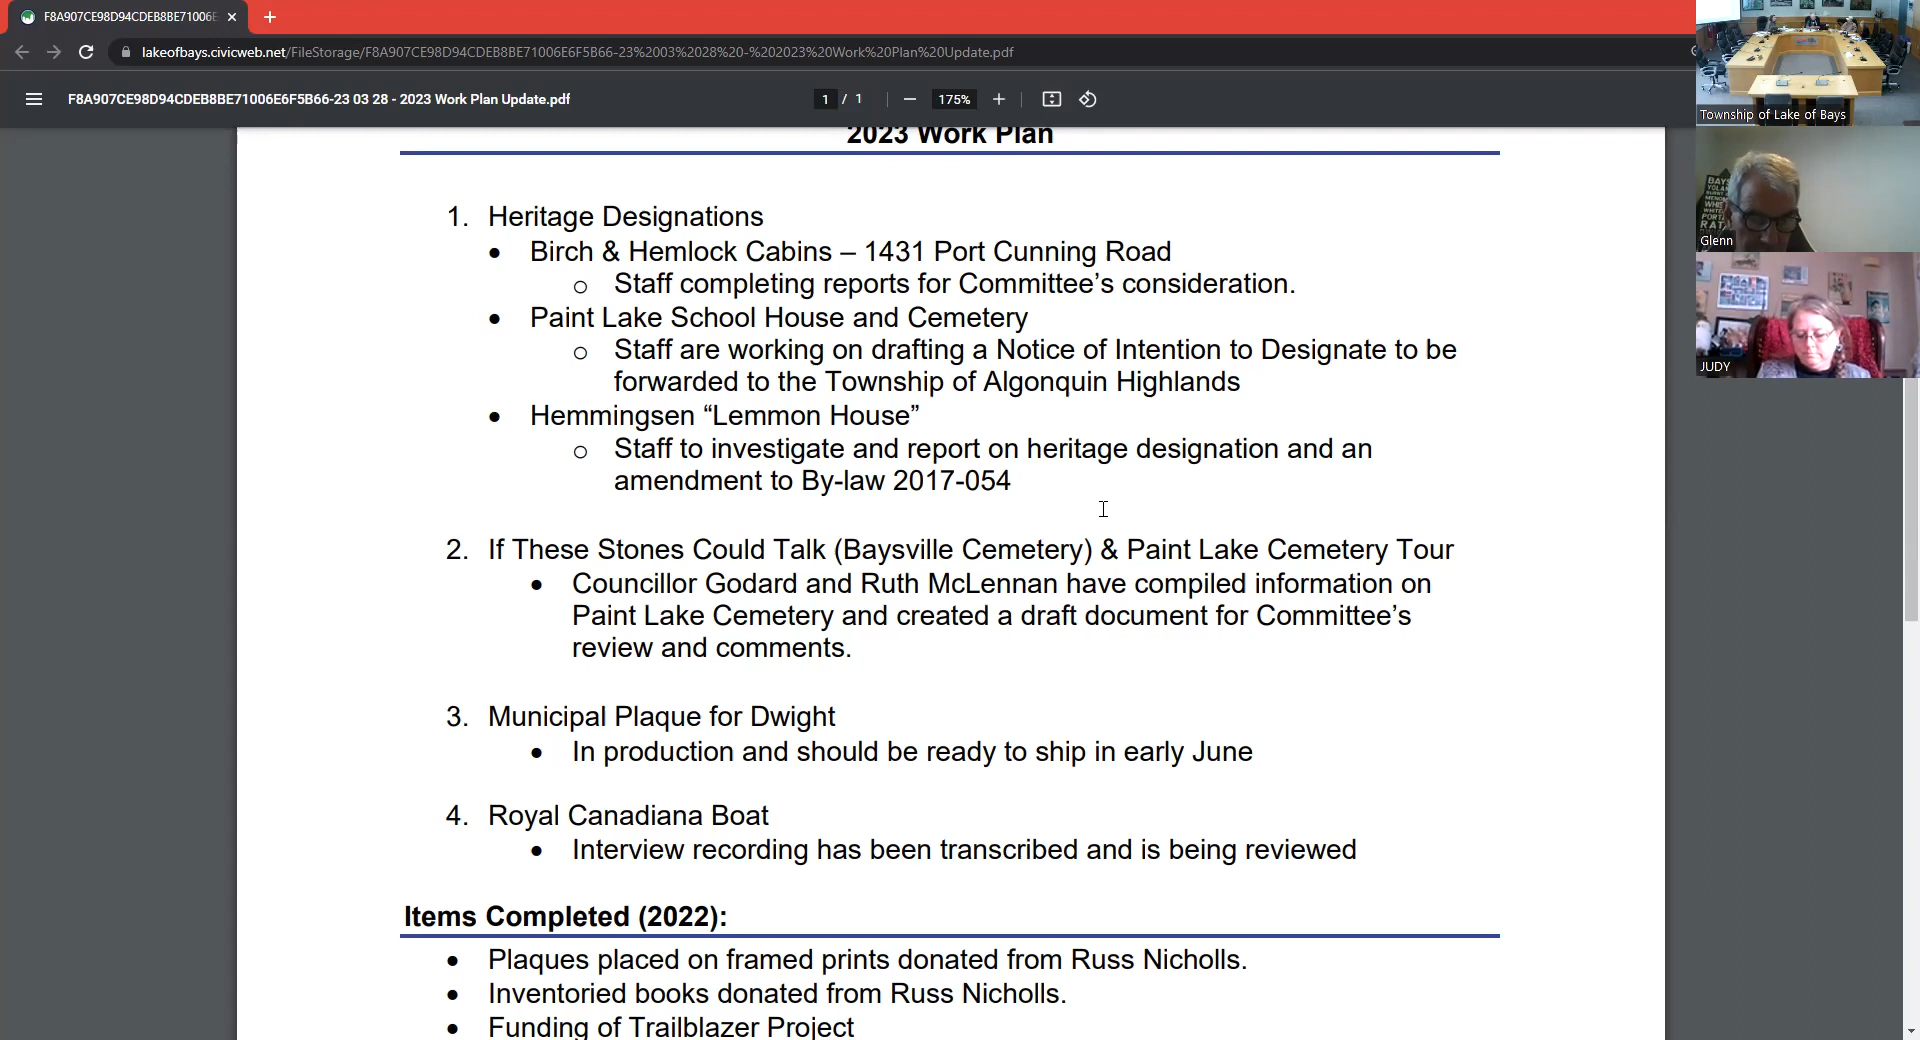 F8A907CE98D94CDEB8BE71006E
lakeofbays.civicweb.net/FileStorage/F8A907CE98D94CDEB8BE71006E6F5B66-23%2003%2028%20-%202023%20Work%20Plan%20Update.pdf
F8A907CE98D94CDEB8BE71006E6F5B66-23 03 28 - 2023 Work Plan Update.pdf
1 / 1
175%
Township of Lake of Bays
Glenn
JUDY
2023 Work Plan
1. Heritage Designations
• Birch & Hemlock Cabins – 1431 Port Cunning Road
o Staff completing reports for Committee’s consideration.
• Paint Lake School House and Cemetery
o Staff are working on drafting a Notice of Intention to Designate to be
forwarded to the Township of Algonquin Highlands
• Hemmingsen “Lemmon House”
o Staff to investigate and report on heritage designation and an
amendment to By-law 2017-054
2. If These Stones Could Talk (Baysville Cemetery) & Paint Lake Cemetery Tour
• Councillor Godard and Ruth McLennan have compiled information on
Paint Lake Cemetery and created a draft document for Committee’s
review and comments.
3. Municipal Plaque for Dwight
• In production and should be ready to ship in early June
4. Royal Canadiana Boat
• Interview recording has been transcribed and is being reviewed
Items Completed (2022):
• Plaques placed on framed prints donated from Russ Nicholls.
• Inventoried books donated from Russ Nicholls.
• Funding of Trailblazer Project